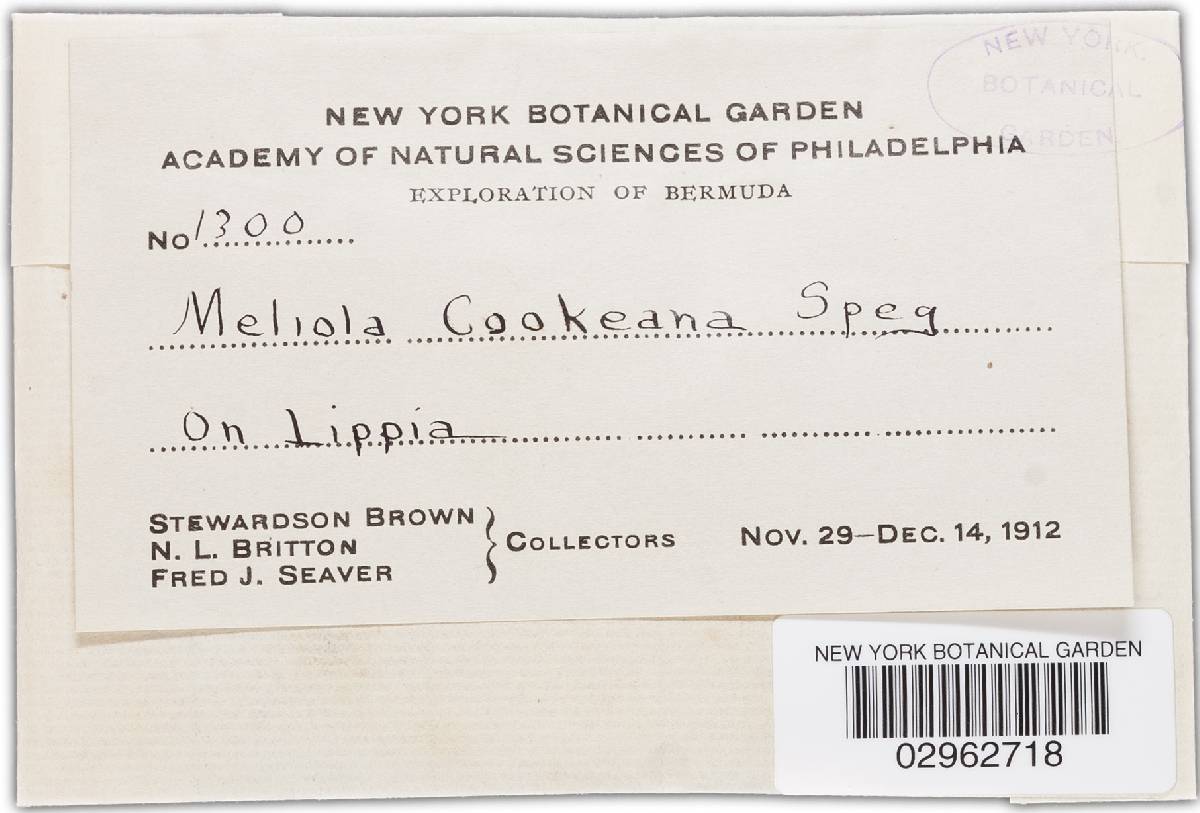 NEW YORK
BOTANICAL
GARDEN
NEW YORK BOTANICAL GARDEN
ACADEMY OF NATURAL SCIENCES OF PHILADELPHIA
EXPLORATION OF BERMUDA
No 1300
Meliola Cookeana Speg
On Lippia
STEWARDSON BROWN
N. L. BRITTON
FRED J. SEAVER
COLLECTORS
NOV. 29–DEC. 14, 1912
NEW YORK BOTANICAL GARDEN
02962718